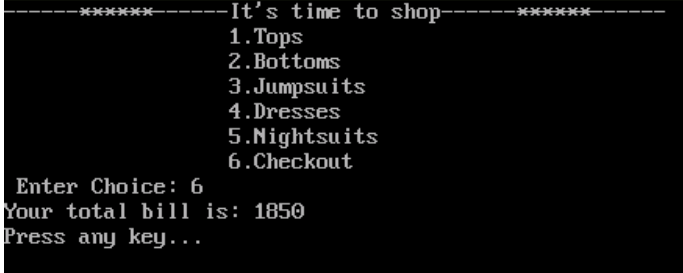 ------******------It's time to shop------******------
1.Tops
2.Bottoms
3.Jumpsuits
4.Dresses
5.Nightsuits
6.Checkout
Enter Choice: 6
Your total bill is: 1850
Press any key...